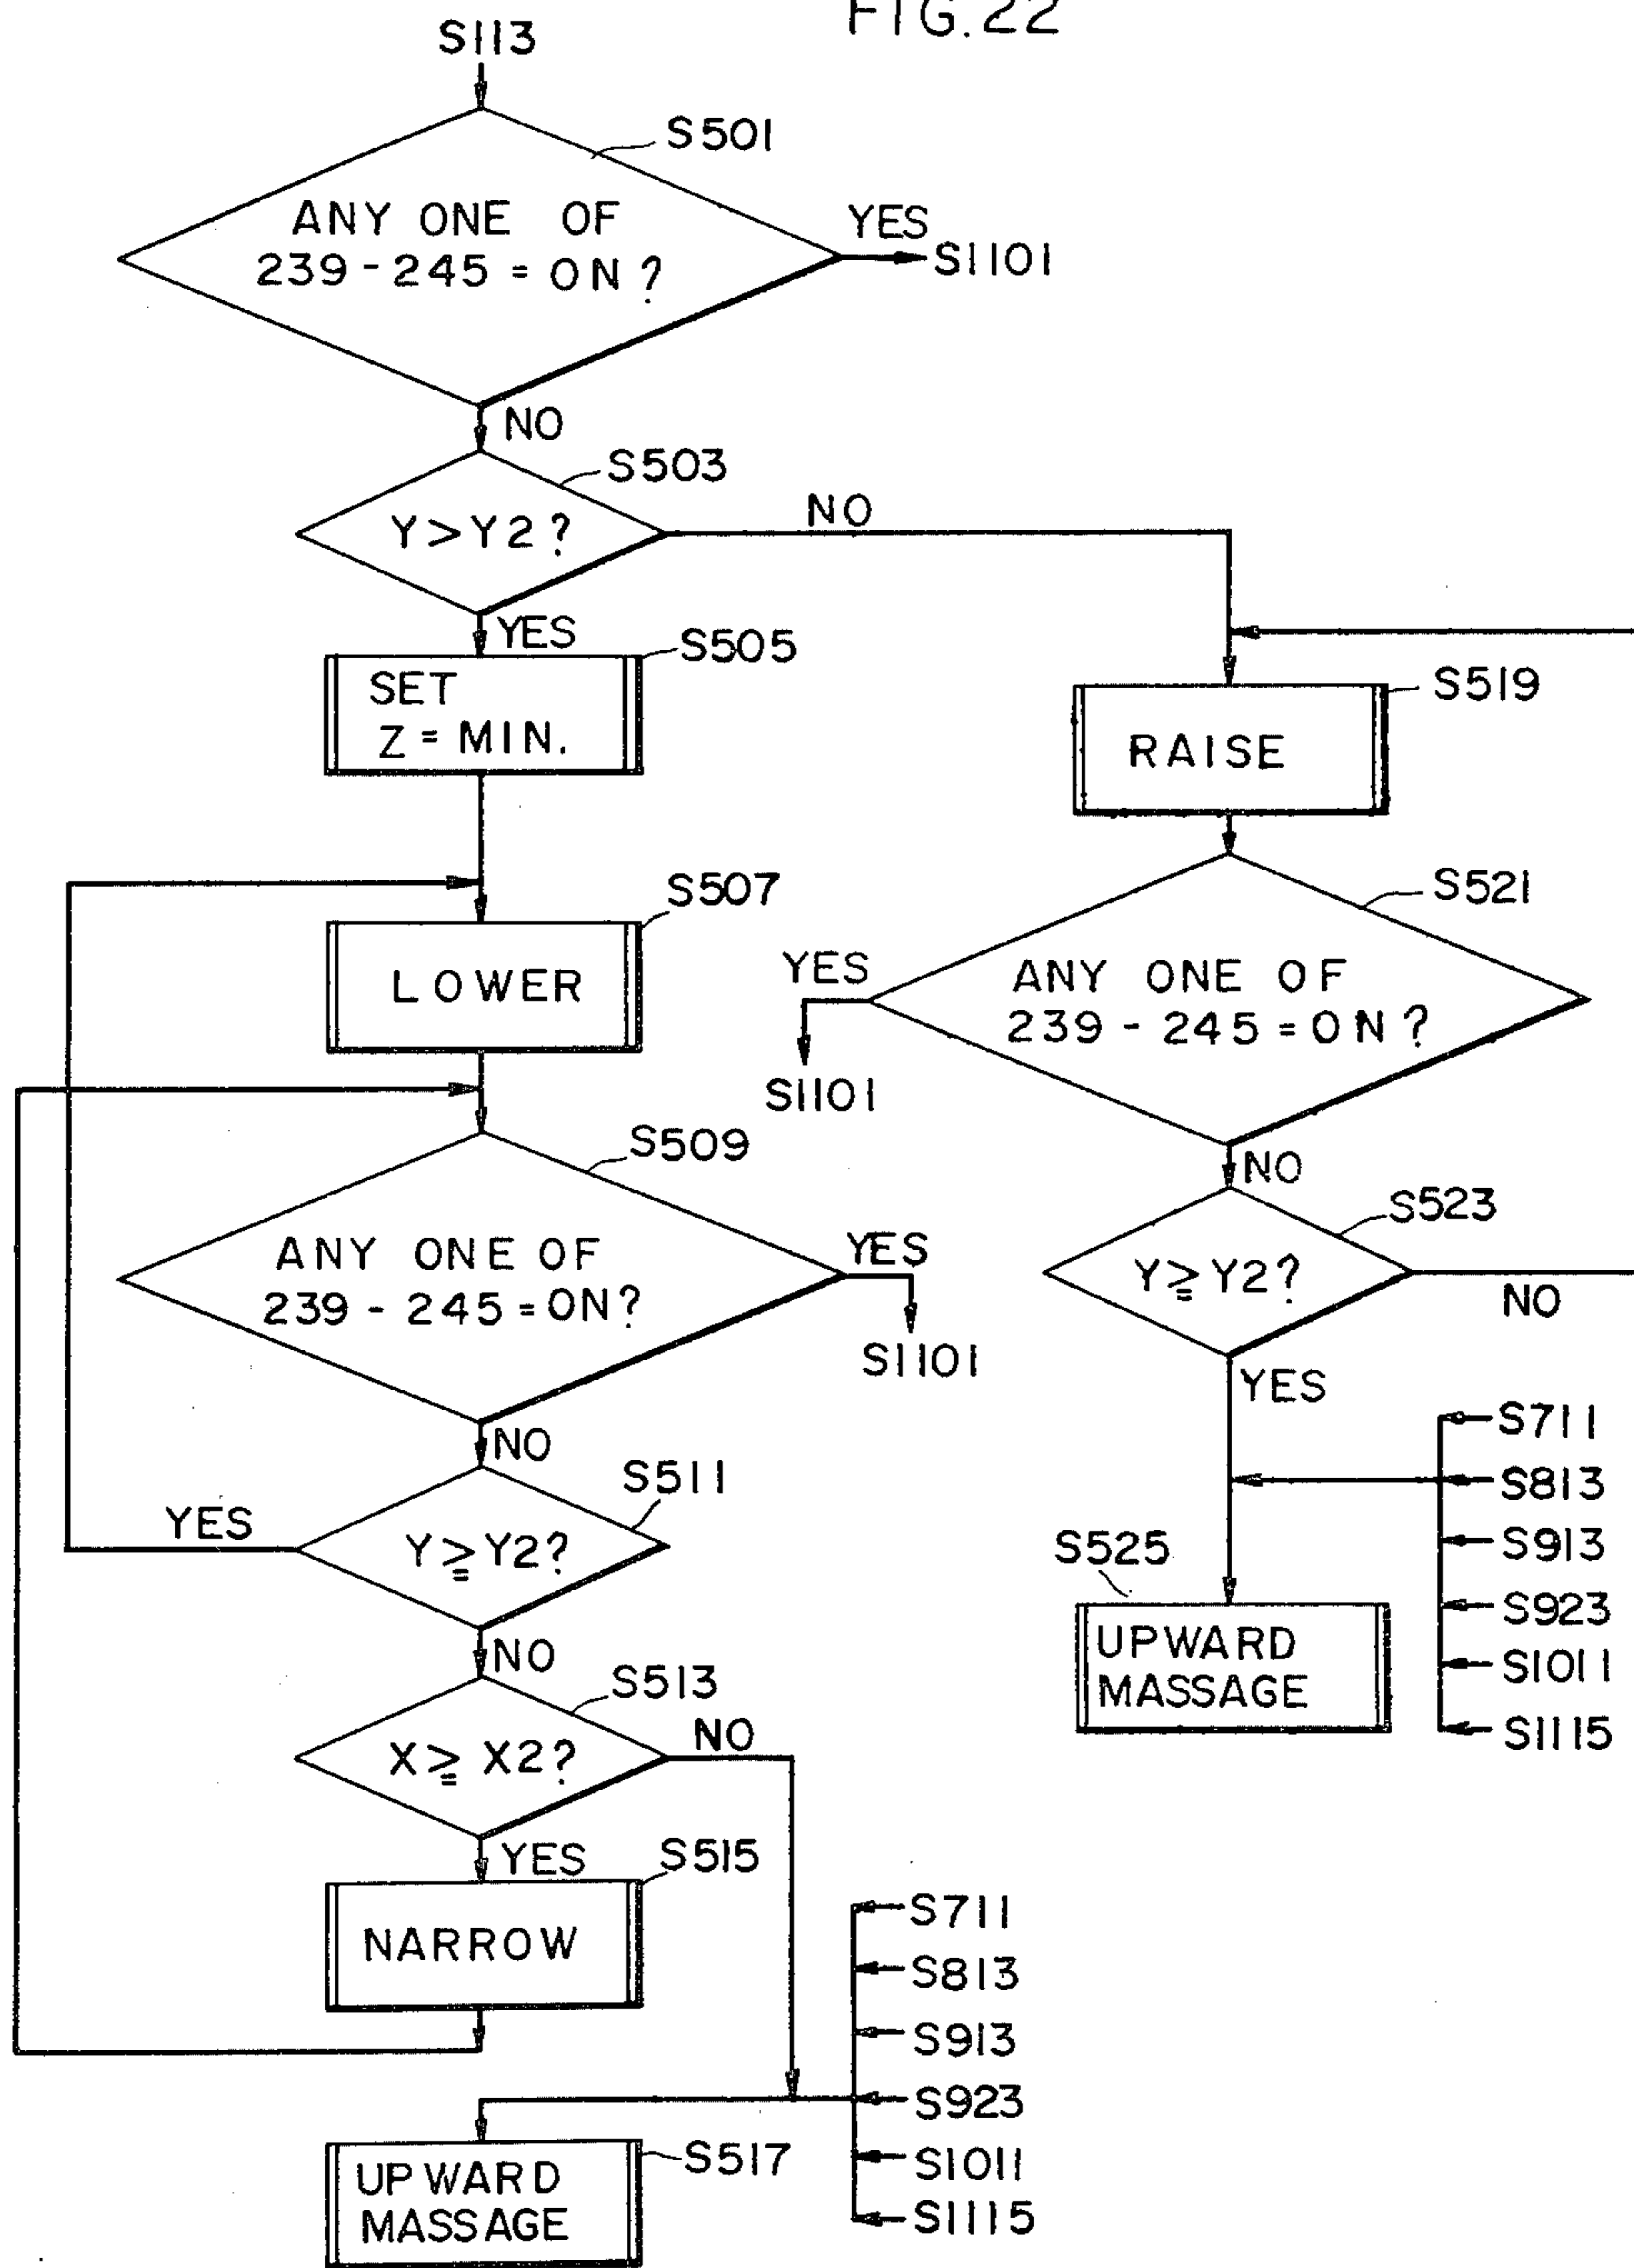 FIG. 22
S113
S501
ANY ONE OF
239 - 245 = ON ?
YES
S1101
NO
S503
Y > Y2 ?
NO
YES
S505
SET
Z = MIN.
S507
LOWER
S509
ANY ONE OF
239 - 245 = ON?
YES
S1101
NO
S511
Y ≧ Y2?
YES
NO
S513
X ≧ X2?
NO
YES
S515
NARROW
S711
S813
S913
S923
S1011
S1115
S517
UPWARD
MASSAGE
S519
RAISE
S521
ANY ONE OF
239 - 245 = ON ?
YES
S1101
NO
S523
Y ≧ Y2?
NO
YES
S711
S813
S913
S923
S1011
S1115
S525
UPWARD
MASSAGE